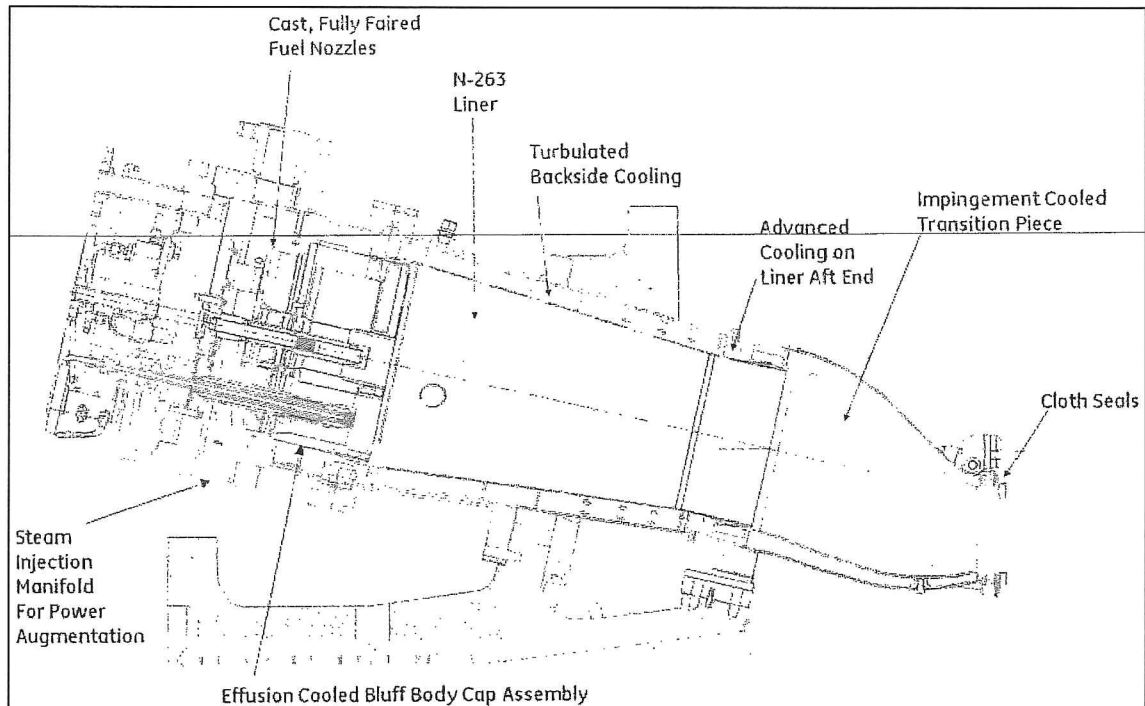 Cast, Fully Faired
Fuel Nozzles
N-263
Liner
Turbulated
Backside Cooling
Impingement Cooled
Transition Piece
Advanced
Cooling on
Liner Aft End
Cloth Seals
Steam
Injection
Manifold
For Power
Augmentation
Effusion Cooled Bluff Body Cap Assembly